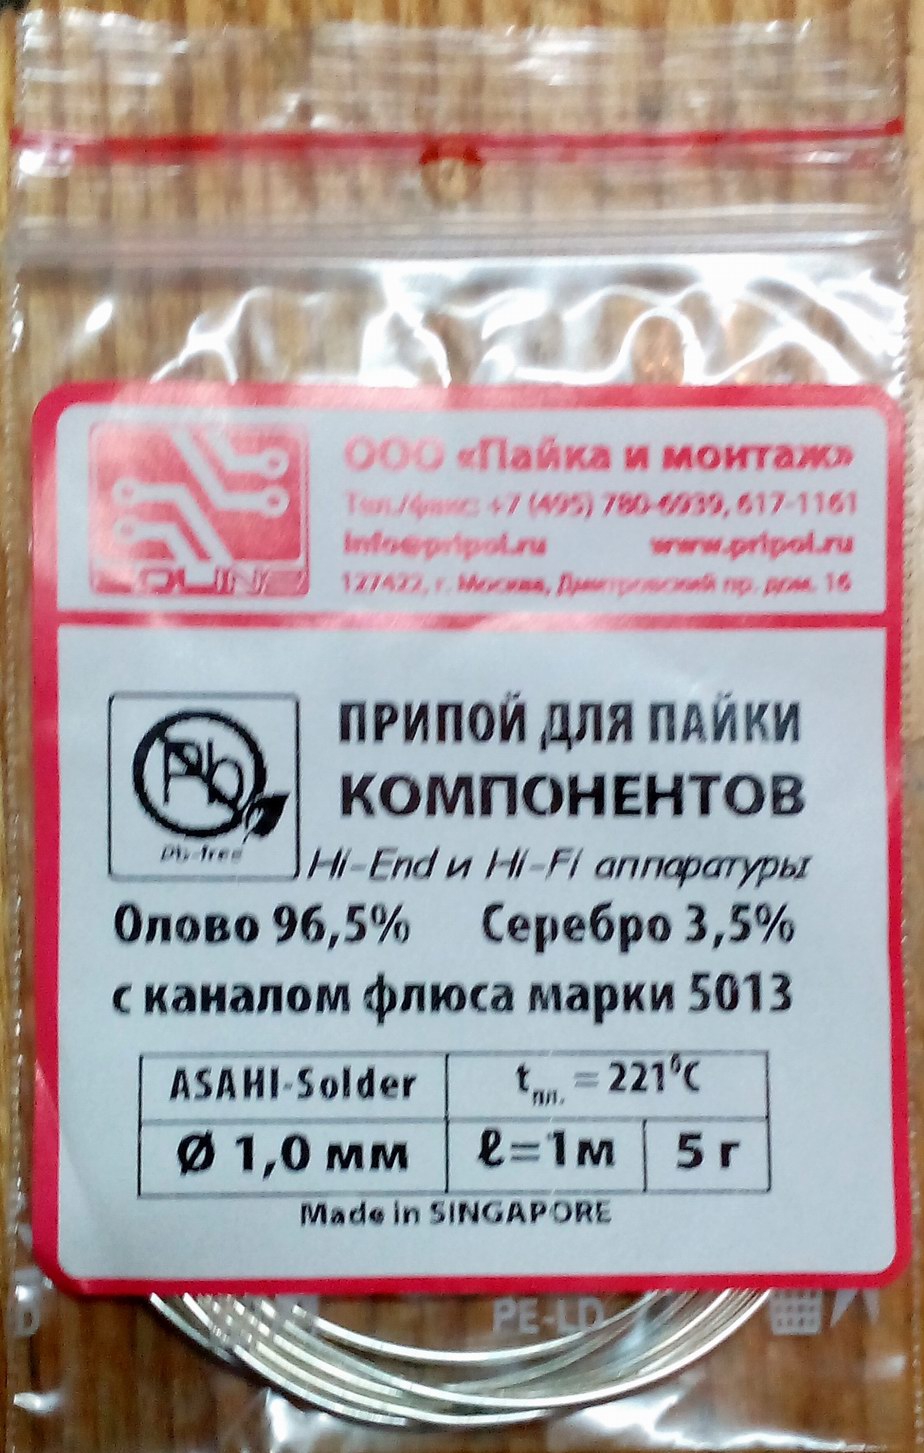 ООО «Пайка и монтаж»
Тел./факс: +7 (495) 780-6939, 617-1161
info@pripol.ru www.pripol.ru
127422, г. Москва, Дмитровский пр. дом. 16
Pb
Pb-free
ПРИПОЙ ДЛЯ ПАЙКИ
КОМПОНЕНТОВ
Hi-End и Hi-Fi аппаратуры
Олово 96,5% Серебро 3,5%
с каналом флюса марки 5013
ASAHI-Solder tпл. = 221⁰C
Ø 1,0 мм ℓ=1м 5 г
Made in SINGAPORE
PE-LD